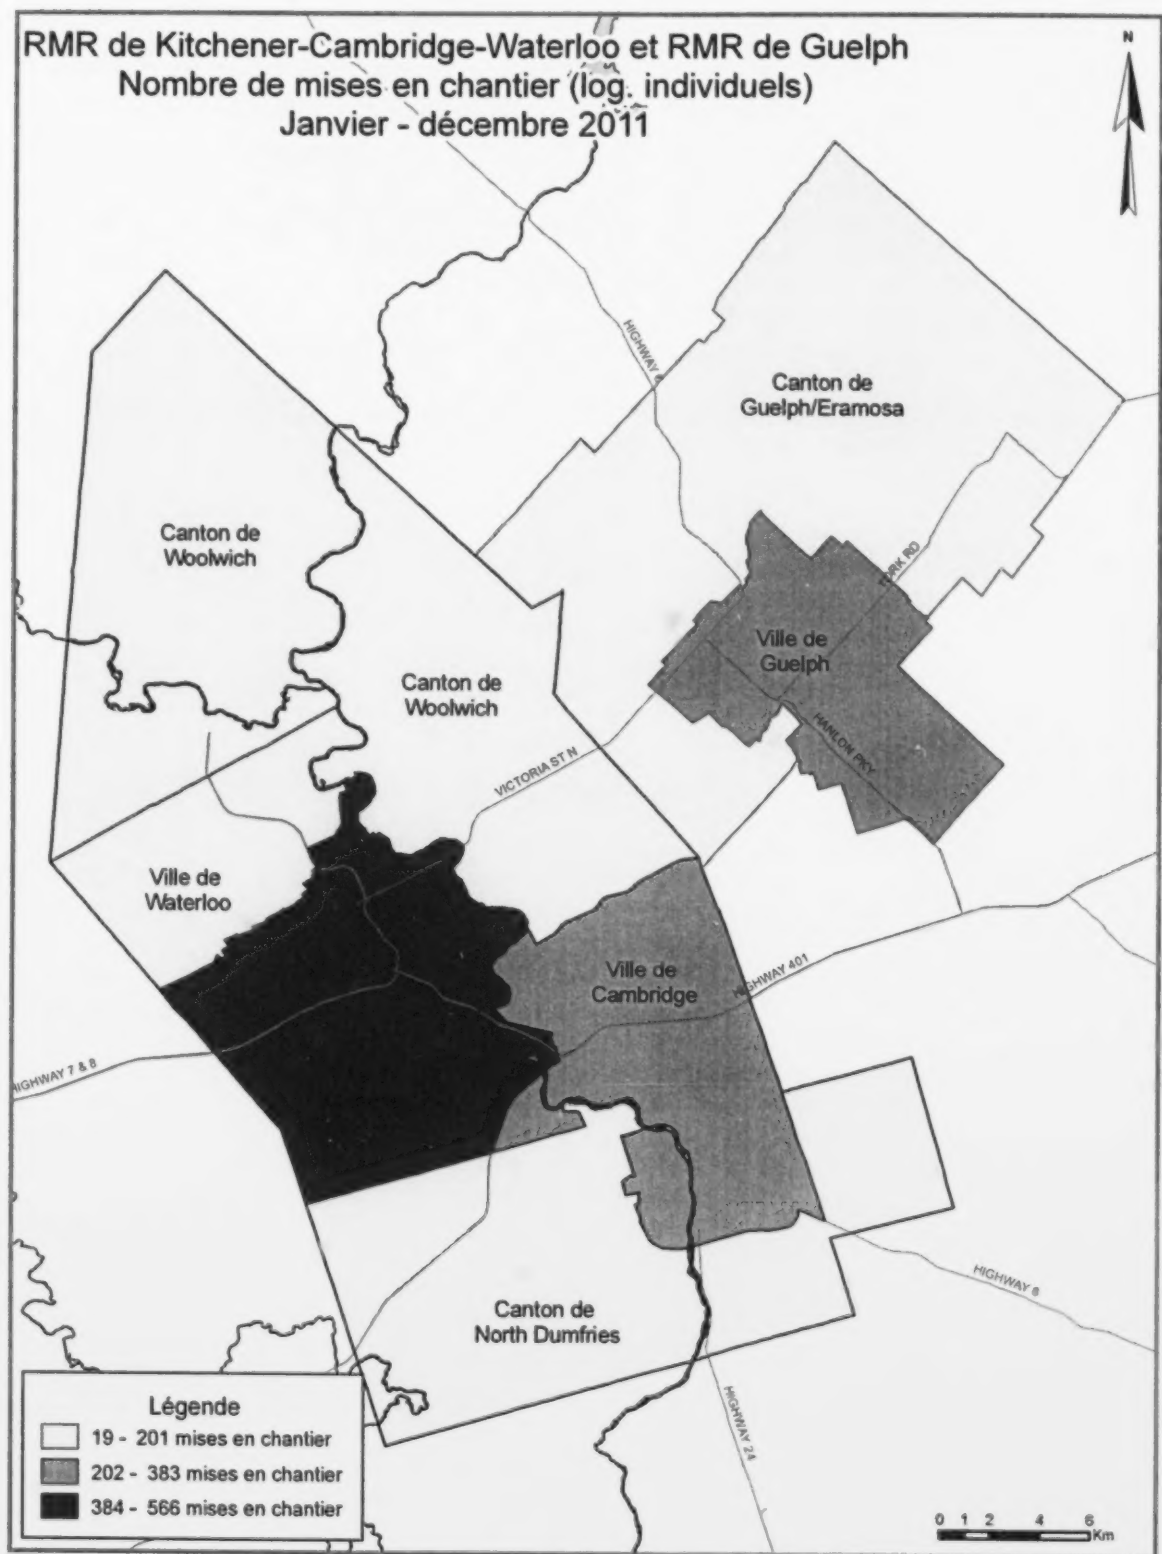 RMR de Kitchener-Cambridge-Waterloo et RMR de Guelph
Nombre de mises en chantier (log. individuels)
Janvier - décembre 2011
N
HIGHWAY 6
Canton de
Guelph/Eramosa
Canton de
Woolwich
YORK RD
Ville de
Guelph
Canton de
Woolwich
HANLON PKY
VICTORIA ST N
Ville de
Waterloo
Ville de
Cambridge
HIGHWAY 401
HIGHWAY 7 & 8
HIGHWAY 8
Canton de
North Dumfries
HIGHWAY 24
Légende
19 - 201 mises en chantier
202 - 383 mises en chantier
384 - 566 mises en chantier
0 1 2 4 6
Km